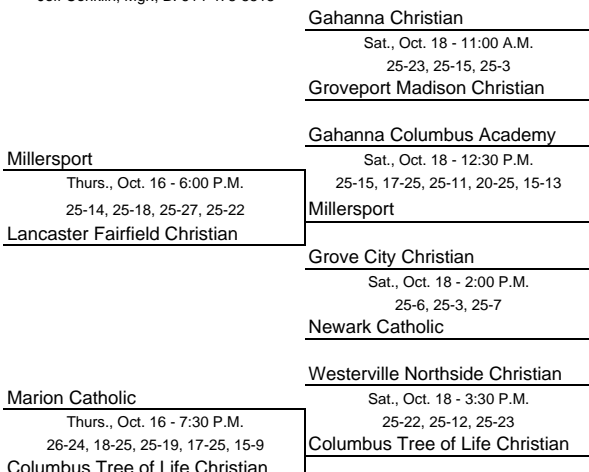 Gahanna Christian
Sat., Oct. 18 - 11:00 A.M.
25-23, 25-15, 25-3
Groveport Madison Christian
Gahanna Columbus Academy
Millersport
Sat., Oct. 18 - 12:30 P.M.
Thurs., Oct. 16 - 6:00 P.M.
25-15, 17-25, 25-11, 20-25, 15-13
25-14, 25-18, 25-27, 25-22
Millersport
Lancaster Fairfield Christian
Grove City Christian
Sat., Oct. 18 - 2:00 P.M.
25-6, 25-3, 25-7
Newark Catholic
Westerville Northside Christian
Marion Catholic
Sat., Oct. 18 - 3:30 P.M.
Thurs., Oct. 16 - 7:30 P.M.
25-22, 25-12, 25-23
26-24, 18-25, 25-19, 17-25, 15-9
Columbus Tree of Life Christian
Columbus Tree of Life Christian